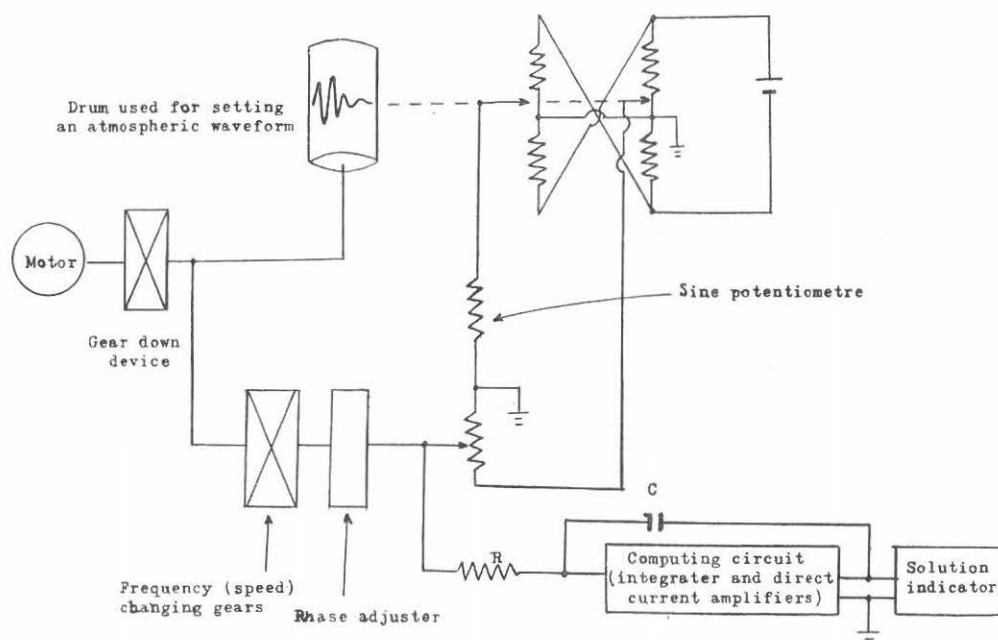 Drum used for setting
an atmospheric waveform
Motor
Gear down
device
Sine potentiometre
C
R
Computing circuit
(integrater and direct
current amplifiers)
Solution
indicator
Frequency (speed)
changing gears
Rhase adjuster